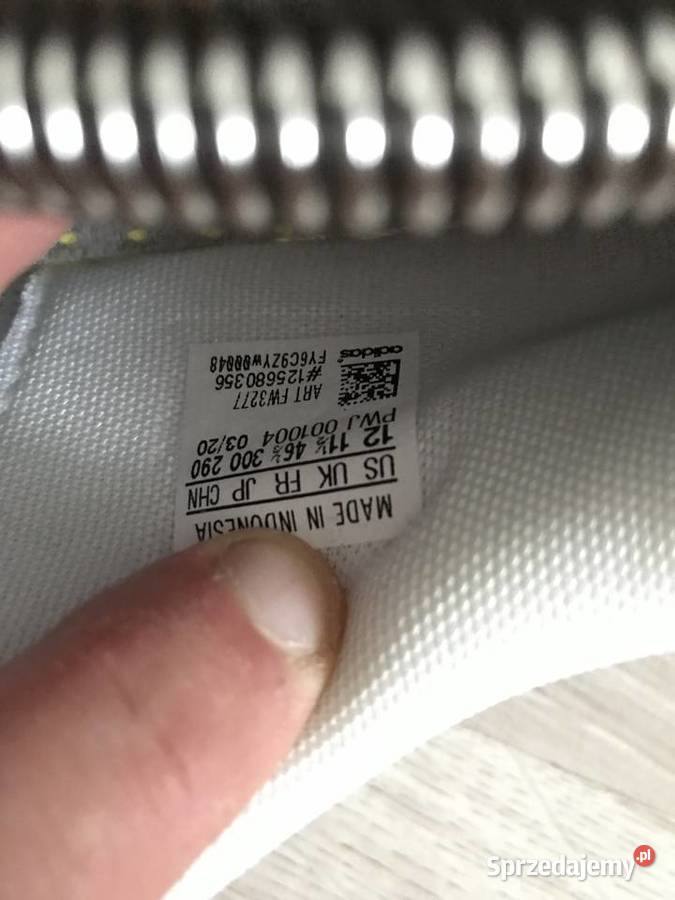 MADE IN INDONESIA
US UK FR JP CHN
12 11½ 46⅔ 300 290
PWJ 001004 03/20
ART FW3277
#125680356
FY6C9ZYW00048
adidas
Sprzedajemy.pl